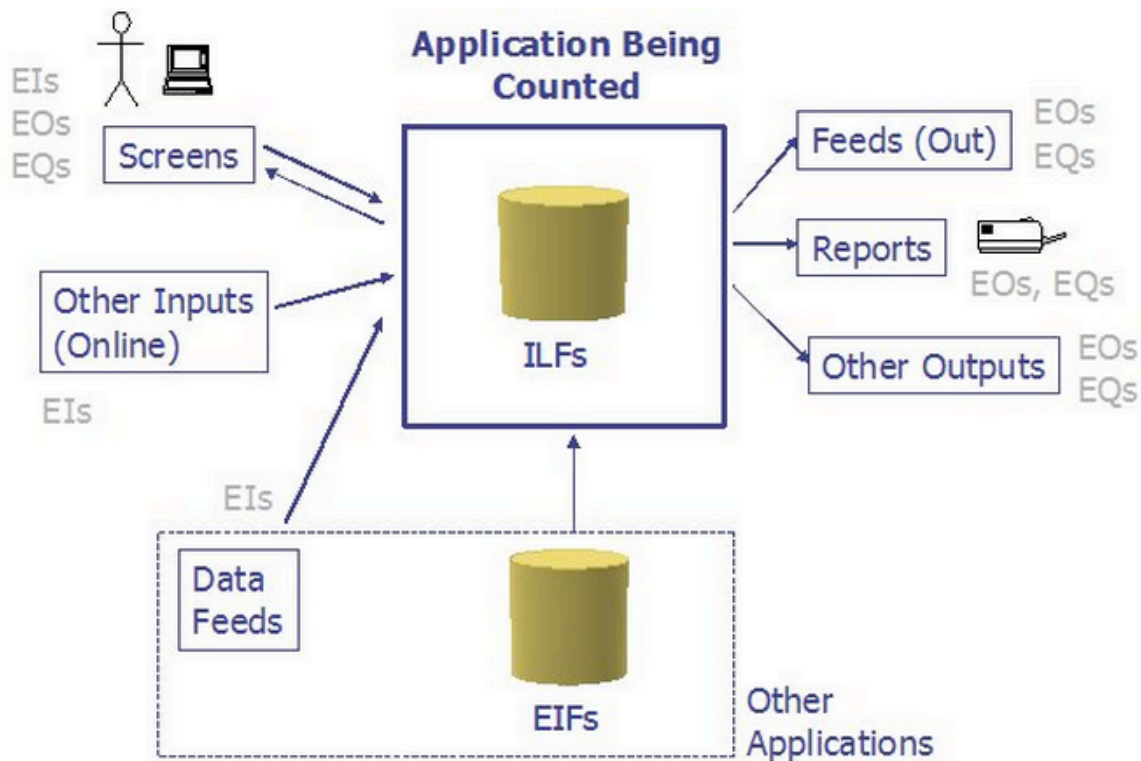 Application Being
Counted
EIs
EOs
EQs
Screens
Other Inputs
(Online)
EIs
ILFs
Feeds (Out)
EOs
EQs
Reports
EOs, EQs
Other Outputs
EOs
EQs
EIs
Data
Feeds
EIFs
Other
Applications